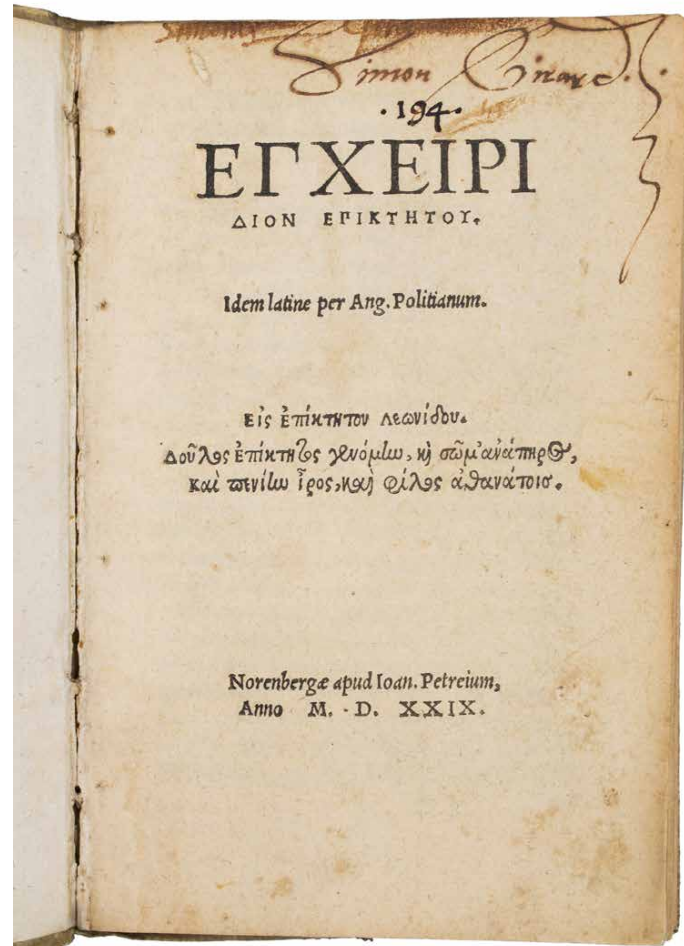 Simon
·194·
ΕΓΧΕΙΡΙ
ΔΙΟΝ ΕΠΙΚΤΗΤΟΥ.
Idem latine per Ang. Politianum.
Εἰς ἐπίκτητον Λεωνίδου.
Δοῦλος ἐπίκτητος γενόμην, καὶ σῶμ' ἀνάπηρος,
Καὶ πενίην ἶρος, καὶ φίλος ἀθανάτοις.
Norenbergæ apud Ioan. Petreium,
Anno M. D. XXIX.